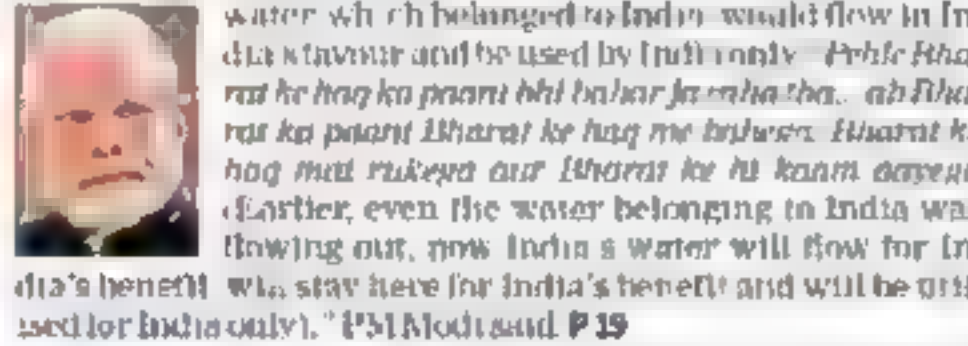 water which belonged to India would flow in In
dia's favour and be used by India only. "Pehle Bha
rat ke haq ka paani bhi bahar ja raha tha.. ab Bha
rat ka paani Bharat ke haq me bahega, Bharat k
haq mai rukega aur Bharat ke hi kaam aayega
(Earlier, even the water belonging to India wa
flowing out, now India's water will flow for In
dia's benefit, will stay here for India's benefit and will be utili
ised for India only)," PM Modi said. P 19